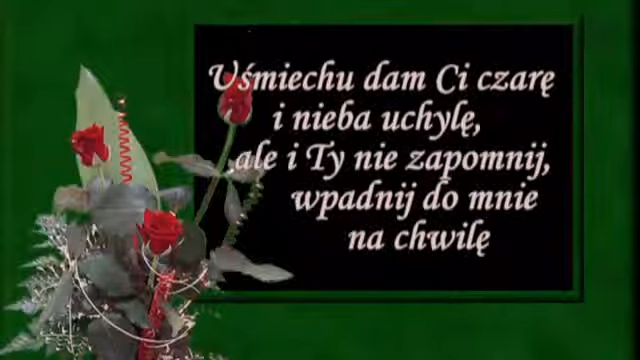 Uśmiechu dam Ci czarę
i nieba uchylę,
ale i Ty nie zapomnij,
wpadnij do mnie
na chwilę